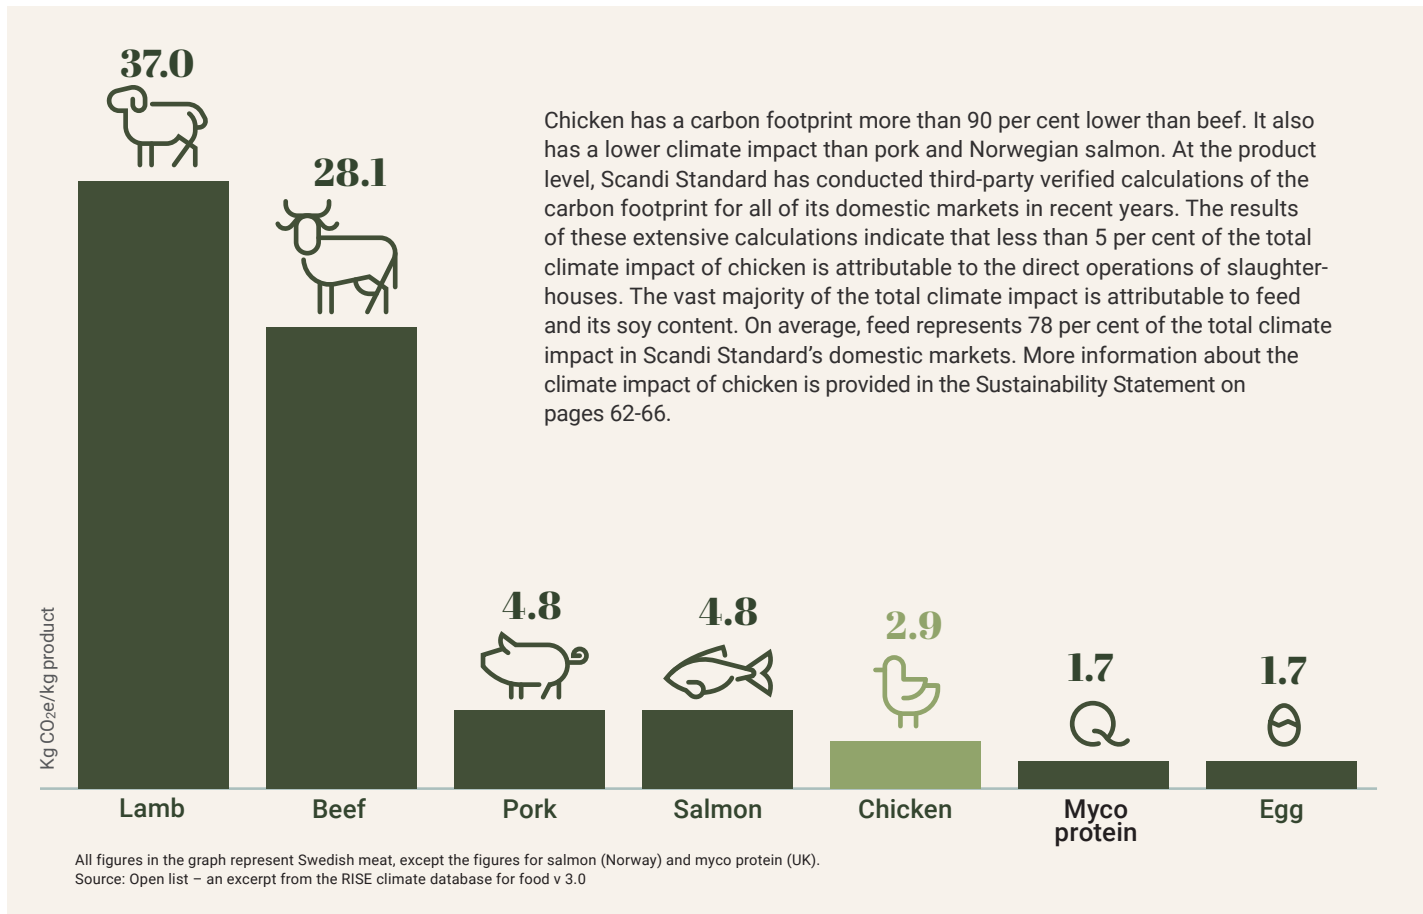 37.0
28.1
Chicken has a carbon footprint more than 90 per cent lower than beef. It also
has a lower climate impact than pork and Norwegian salmon. At the product
level, Scandi Standard has conducted third-party verified calculations of the
carbon footprint for all of its domestic markets in recent years. The results
of these extensive calculations indicate that less than 5 per cent of the total
climate impact of chicken is attributable to the direct operations of slaughter-
houses. The vast majority of the total climate impact is attributable to feed
and its soy content. On average, feed represents 78 per cent of the total climate
impact in Scandi Standard’s domestic markets. More information about the
climate impact of chicken is provided in the Sustainability Statement on
pages 62-66.
4.8
4.8
2.9
1.7
1.7
Kg CO₂e/kg product
Lamb
Beef
Pork
Salmon
Chicken
Myco
protein
Egg
All figures in the graph represent Swedish meat, except the figures for salmon (Norway) and myco protein (UK).
Source: Open list – an excerpt from the RISE climate database for food v 3.0